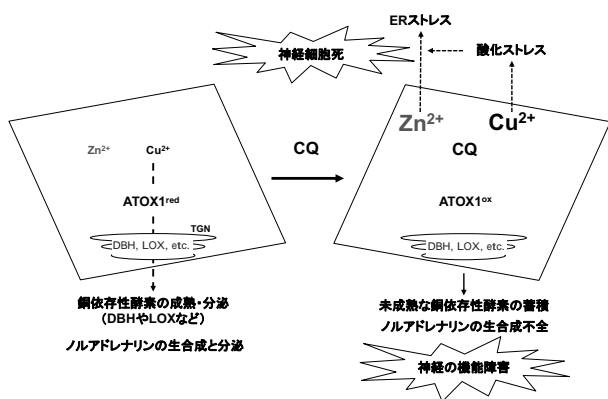 ERストレス
神経細胞死
酸化ストレス
Zn²⁺
Cu²⁺
CQ
Zn²⁺
Cu²⁺
CQ
ATOX1ʳᵉᵈ
ATOX1ᵒˣ
TGN
DBH, LOX, etc.
DBH, LOX, etc.
銅依存性酵素の成熟・分泌
(DBHやLOXなど)
ノルアドレナリンの生合成と分泌
未成熟な銅依存性酵素の蓄積
ノルアドレナリンの生合成不全
神経の機能障害